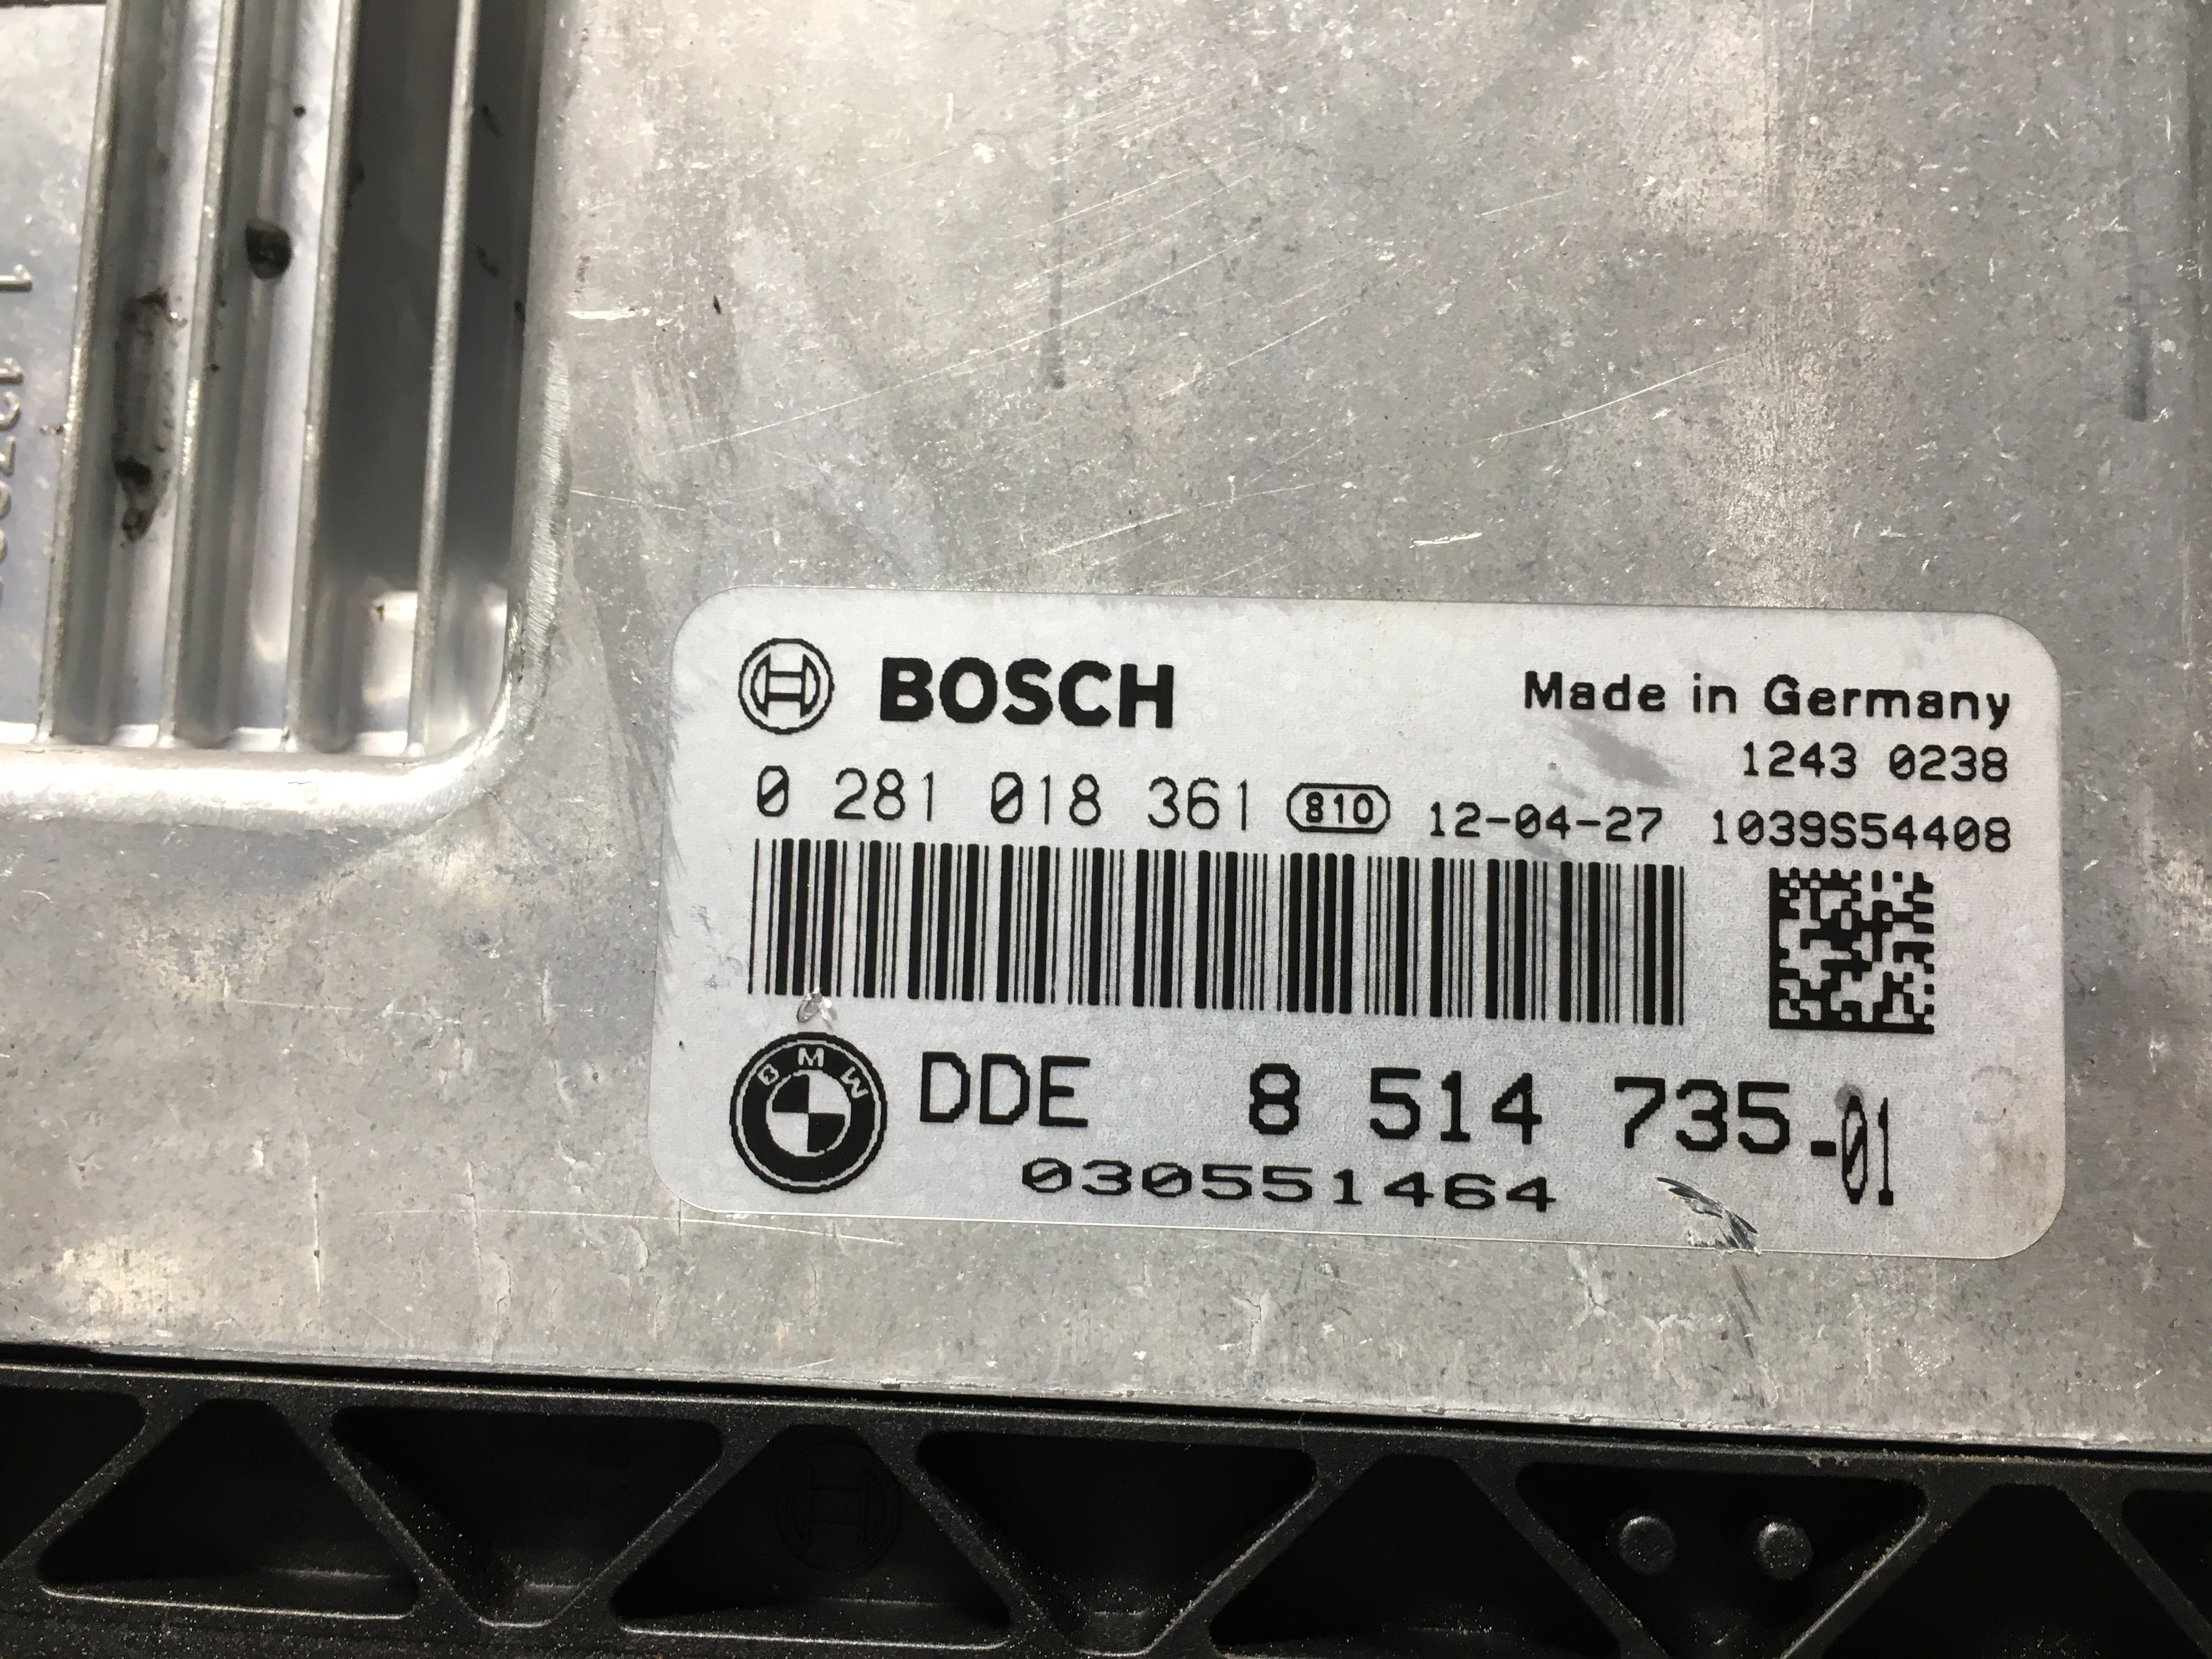 BOSCH
Made in Germany
1243 0238
0 281 018 361 810 12-04-27 1039S54408
BMW
DDE 8 514 735-01
030551464